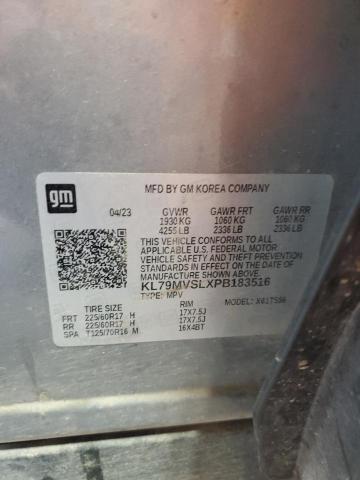 gm
MFD BY GM KOREA COMPANY
04/23 GVWR GAWR FRT GAWR RR
1930 KG 1060 KG 1060 KG
4255 LB 2336 LB 2336 LB
THIS VEHICLE CONFORMS TO ALL
APPLICABLE U.S. FEDERAL MOTOR
VEHICLE SAFETY AND THEFT
PREVENTION STANDARDS IN EFFECT
ON THE DATE OF MANUFACTURE
SHOWN ABOVE.
KL79MVSLXPB183516
TYPE: MPV MODEL:
TIRE SIZE RIM
FRT 225/60R17 H 17X7.5J
RR 225/60R17 H 17X7.5J
SPA T125/70R16 M 16X4BT